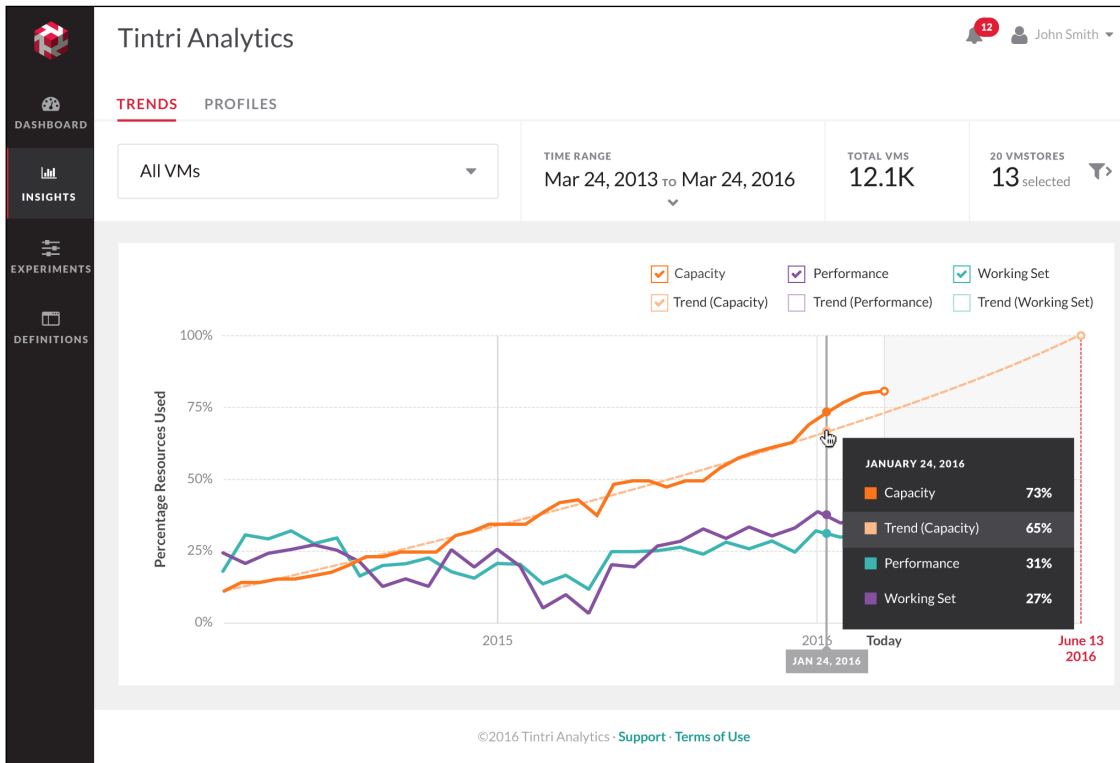 Tintri Analytics
12
John Smith
DASHBOARD
INSIGHTS
EXPERIMENTS
DEFINITIONS
TRENDS PROFILES
All VMs
TIME RANGE
Mar 24, 2013 TO Mar 24, 2016
TOTAL VMS
12.1K
20 VMSTORES
13 selected
Capacity Performance Working Set
Trend (Capacity) Trend (Performance) Trend (Working Set)
Percentage Resources Used
100%
75%
50%
25%
0%
JANUARY 24, 2016
Capacity 73%
Trend (Capacity) 65%
Performance 31%
Working Set 27%
2015 2016 Today June 13
2016
JAN 24, 2016
©2016 Tintri Analytics · Support · Terms of Use